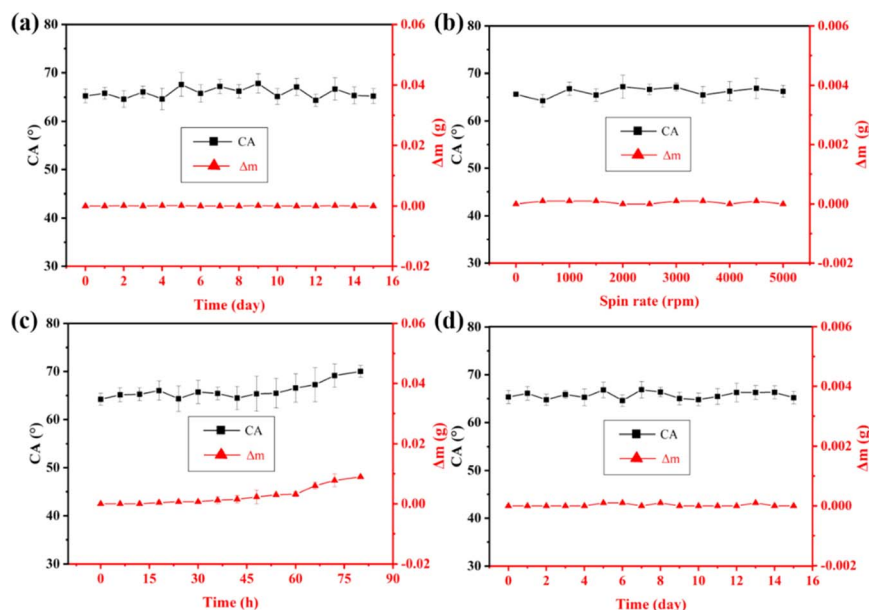 (a)
80
70
60
50
40
30
CA (°)
CA
Δm
0.06
0.04
0.02
0.00
-0.02
Δm (g)
0 2 4 6 8 10 12 14 16
Time (day)
(b)
80
70
60
50
40
30
CA (°)
CA
Δm
0.006
0.004
0.002
0.000
-0.002
Δm (g)
0 1000 2000 3000 4000 5000
Spin rate (rpm)
(c)
80
70
60
50
40
30
CA (°)
CA
Δm
0.06
0.04
0.02
0.00
-0.02
Δm (g)
0 15 30 45 60 75 90
Time (h)
(d)
80
75
70
65
60
55
50
45
40
35
30
CA (°)
CA
Δm
0.006
0.004
0.002
0.000
-0.002
Δm (g)
0 2 4 6 8 10 12 14 16
Time (day)